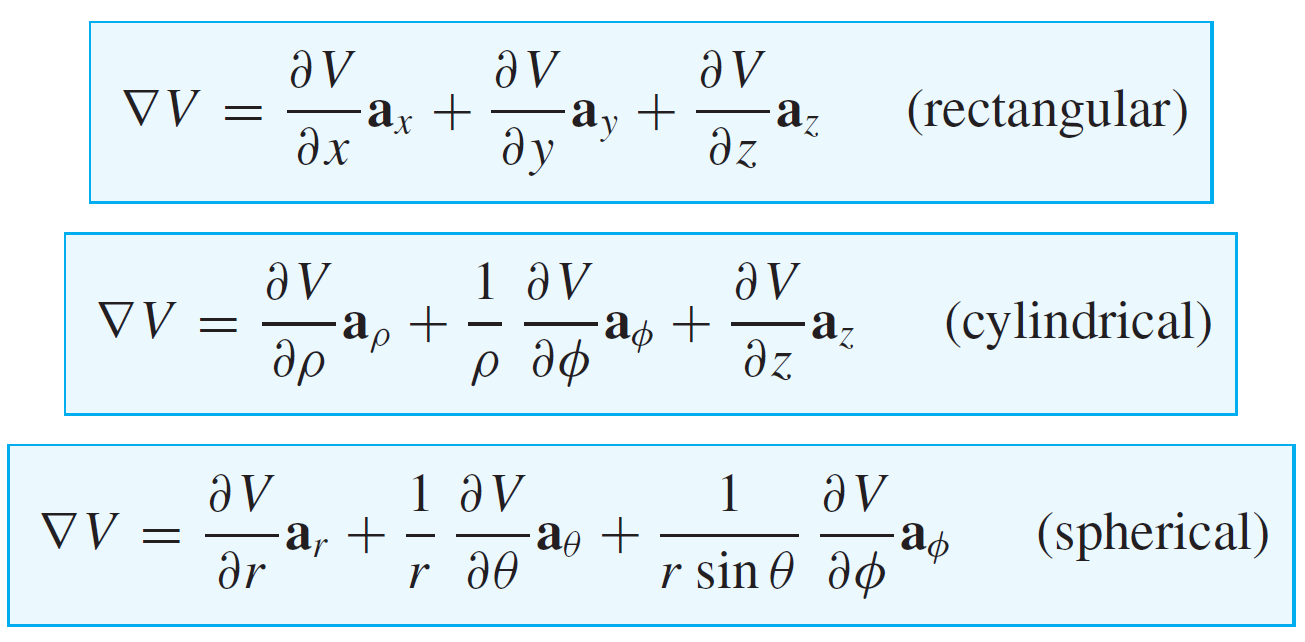 ∇V = ∂V/∂x a_x + ∂V/∂y a_y + ∂V/∂z a_z (rectangular)
∇V = ∂V/∂ρ a_ρ + 1/ρ ∂V/∂ϕ a_ϕ + ∂V/∂z a_z (cylindrical)
∇V = ∂V/∂r a_r + 1/r ∂V/∂θ a_θ + 1/(r sin θ) ∂V/∂ϕ a_ϕ (spherical)